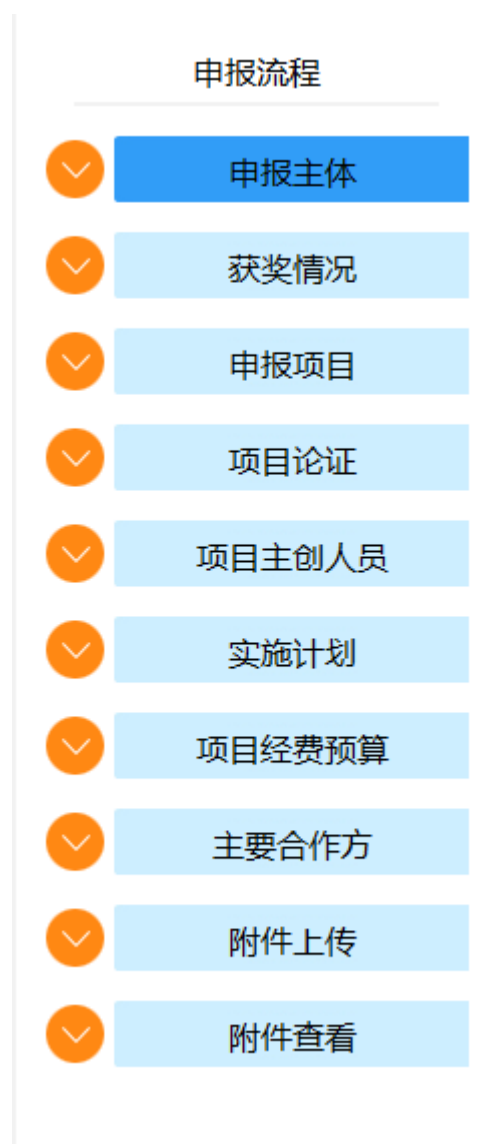 申报流程
申报主体
获奖情况
申报项目
项目论证
项目主创人员
实施计划
项目经费预算
主要合作方
附件上传
附件查看